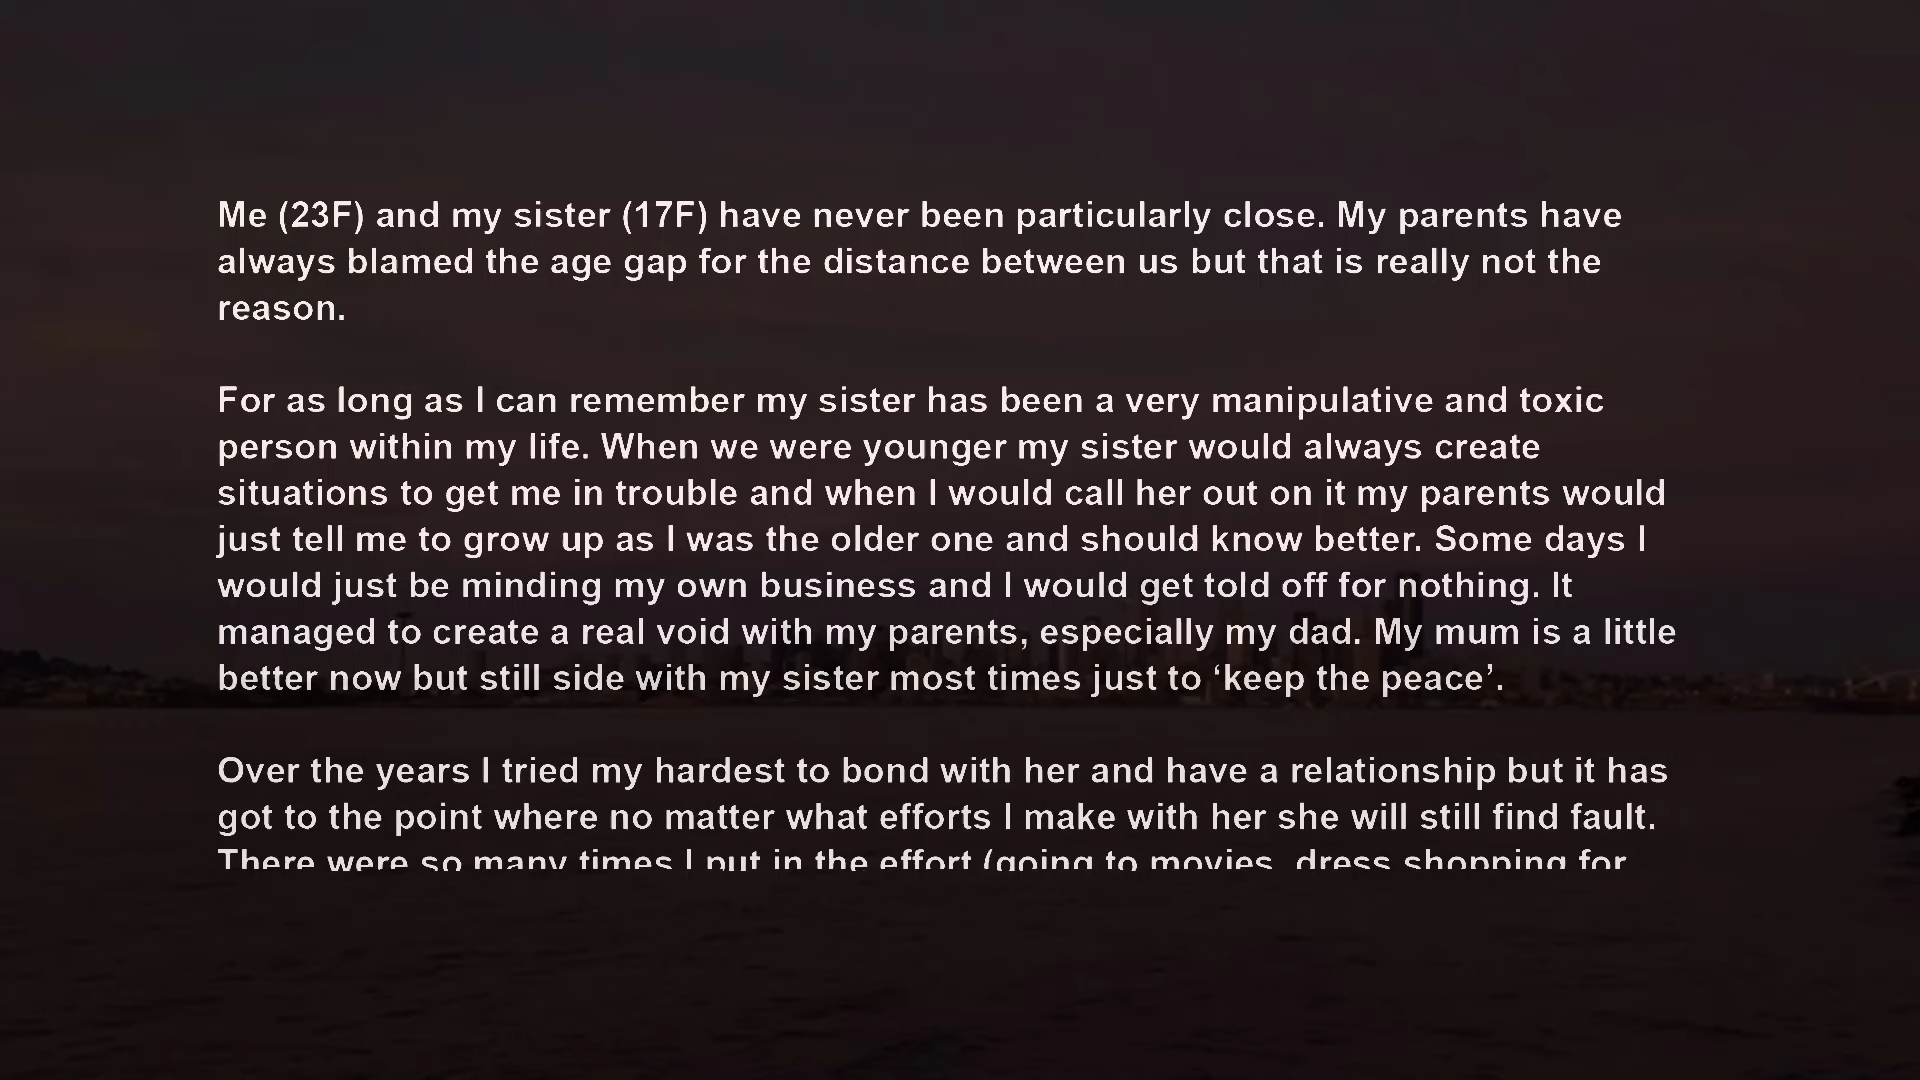 Me (23F) and my sister (17F) have never been particularly close. My parents have
always blamed the age gap for the distance between us but that is really not the
reason.
For as long as I can remember my sister has been a very manipulative and toxic
person within my life. When we were younger my sister would always create
situations to get me in trouble and when I would call her out on it my parents would
just tell me to grow up as I was the older one and should know better. Some days I
would just be minding my own business and I would get told off for nothing. It
managed to create a real void with my parents, especially my dad. My mum is a little
better now but still side with my sister most times just to ‘keep the peace’.
Over the years I tried my hardest to bond with her and have a relationship but it has
got to the point where no matter what efforts I make with her she will still find fault.
There were so many times I put in the effort (going to movies, dress shopping for